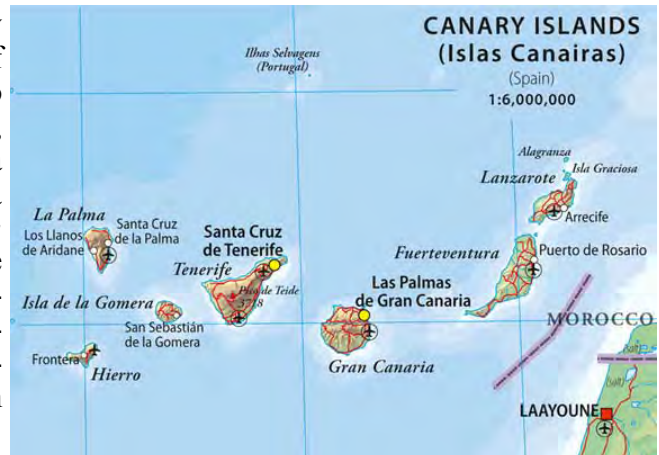 CANARY ISLANDS
(Islas Canairas)
(Spain)
1:6,000,000
Ilhas Selvagens
(Portugal)
Alagranza
Isla Graciosa
Lanzarote
Arrecife
La Palma
Santa Cruz
de la Palma
Los Llanos
de Aridane
Santa Cruz
de Tenerife
Tenerife
Pico de Teide
3718
Fuerteventura
Puerto de Rosario
Las Palmas
de Gran Canaria
Isla de la Gomera
San Sebastián
de la Gomera
MOROCCO
Frontera
Hierro
Gran Canaria
LAAYOUNE